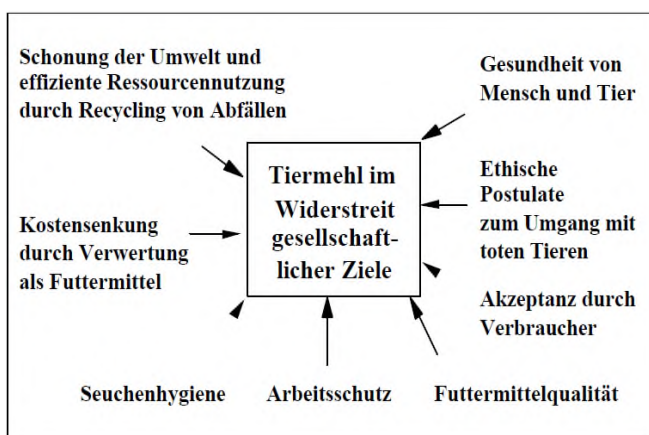 Schonung der Umwelt und
effiziente Ressourcennutzung
durch Recycling von Abfällen
Gesundheit von
Mensch und Tier
Tiermehl im
Widerstreit
gesellschaft-
licher Ziele
Ethische
Postulate
zum Umgang mit
toten Tieren
Kostensenkung
durch Verwertung
als Futtermittel
Akzeptanz durch
Verbraucher
Seuchenhygiene
Arbeitsschutz
Futtermittelqualität